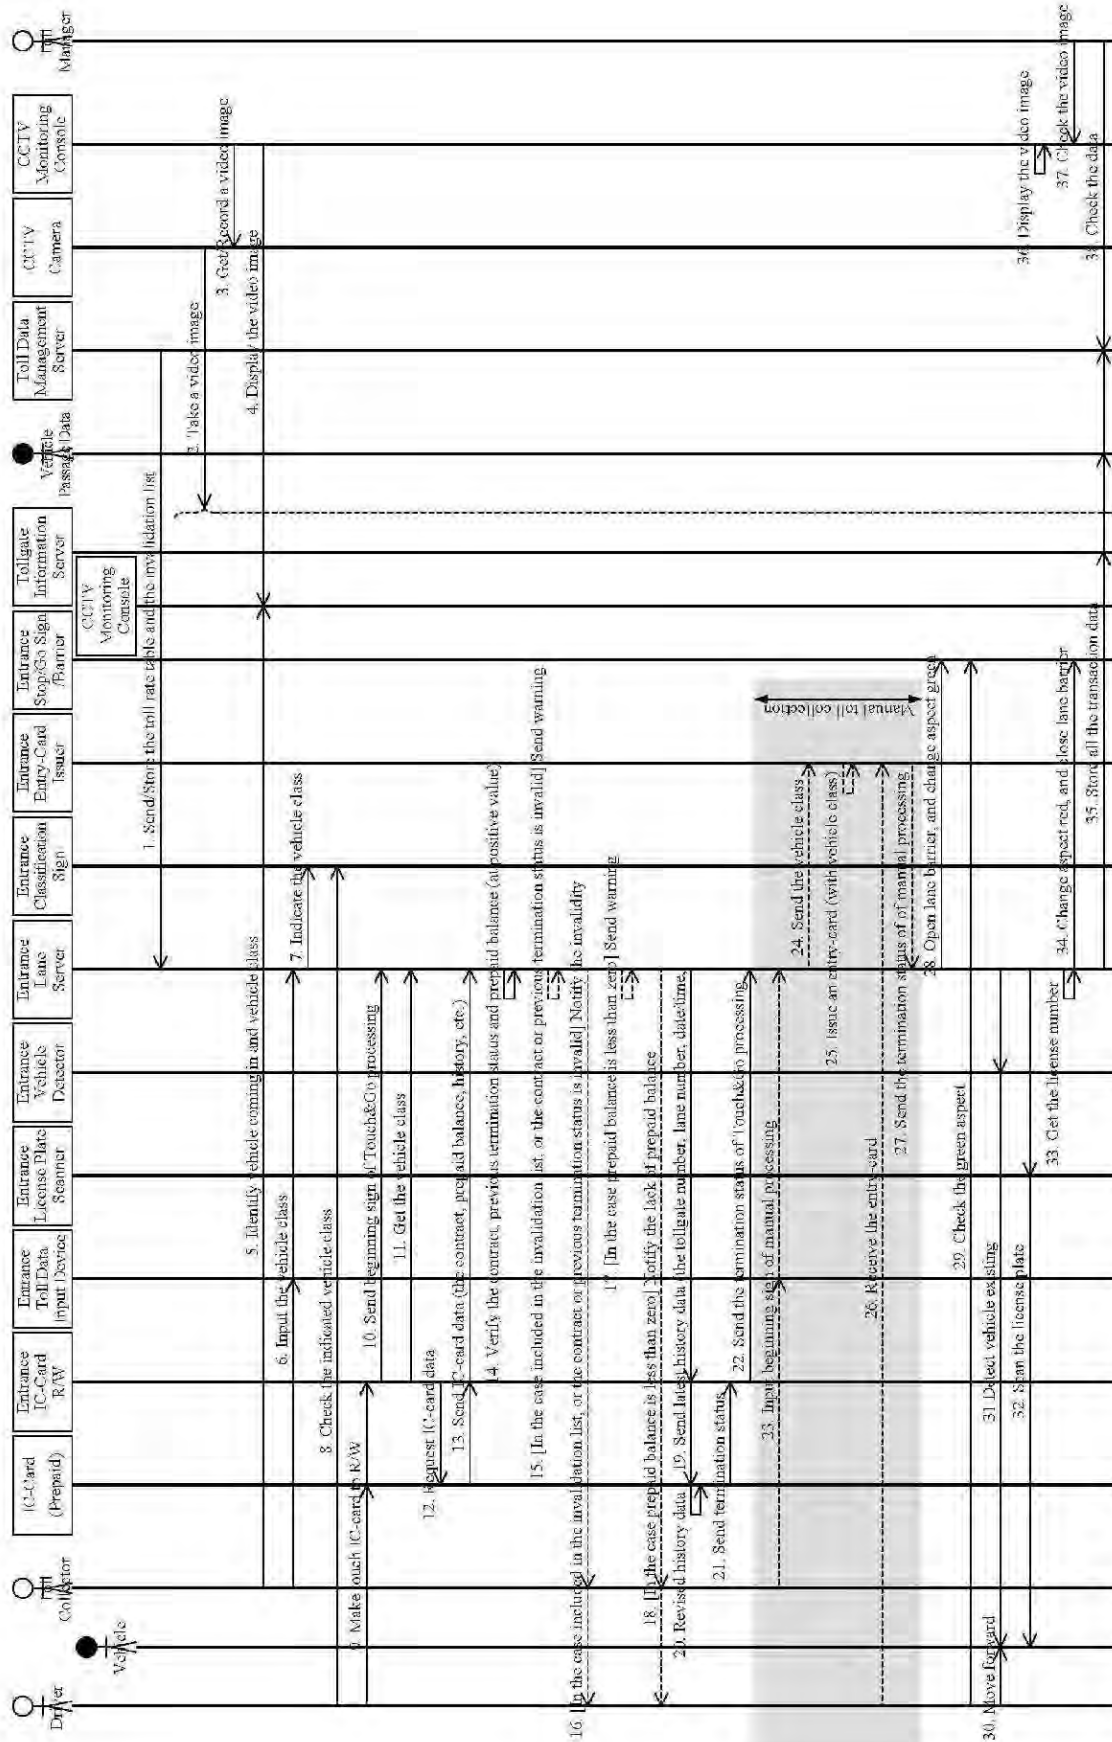 Driver
Vehicle
Toll
Collector
IC-Card
(Prepaid)
Entrance
IC-Card
R/W
Entrance
Toll Data
Input Device
Entrance
License Plate
Scanner
Entrance
Vehicle
Detector
Entrance
Lane
Server
Entrance
Classification
Sign
Entrance
Entry-Card
Issuer
Entrance
Stop/Go Sign
/Barrier
CCTV
Monitoring
Console
Tollgate
Information
Server
Vehicle
Passage Data
Toll Data
Management
Server
CCTV
Camera
CCTV
Monitoring
Console
Toll
Manager
1. Send/Store the toll rate table and the invalidation list
2. Take a video image
3. Get/Record a video image
4. Display the video image
5. Identify vehicle coming in and vehicle class
6. Input the vehicle class
7. Indicate the vehicle class
8. Check the indicated vehicle class
9. Make touch IC-card to R/W
10. Send beginning sign of Touch&Go processing
11. Get the vehicle class
12. Request IC-card data
13. Send IC-card data (the contract, prepaid balance, history, etc.)
14. Verify the contract, previous termination status and prepaid balance (a positive value)
15. [In the case included in the invalidation list, or the contract or previous termination status is invalid] Send warning
16. [In the case included in the invalidation list, or the contract or previous termination status is invalid] Notify the invalidity
17. [In the case prepaid balance is less than zero] Send warning
18. [In the case prepaid balance is less than zero] Notify the lack of prepaid balance
19. Send latest history data (the tollgate number, lane number, date/time,
20. Revised history data
21. Send termination status
22. Send the termination status of Touch&Go processing
23. Input beginning sign of manual processing
24. Send the vehicle class
25. Issue an entry-card (with vehicle class)
26. Receive the entry-card
27. Send the termination status of of manual processing
Manual toll collection
28. Open lane barrier, and change aspect green
29. Check the green aspect
30. Move forward
31. Detect vehicle existing
32. Scan the license plate
33. Get the license number
34. Change aspect red, and close lane barrier
35. Store all the transaction data
36. Display the video image
37. Check the video image
38. Check the data